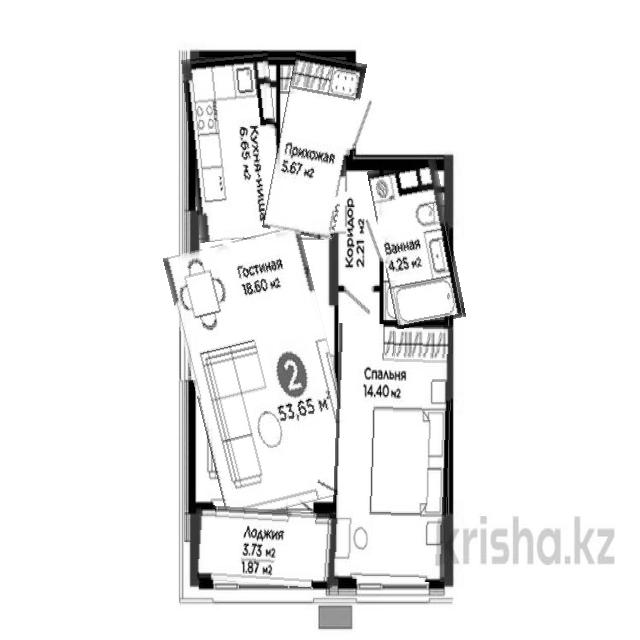 Кухня-ниша
6.65 м2
Прихожая
5.67 м2
Коридор
2.21 м2
Ванная
4.25 м2
Гостиная
18.60 м2
2
53,65 м²
Спальня
14.40 м2
Лоджия
3.73 м2
1.87 м2
krisha.kz